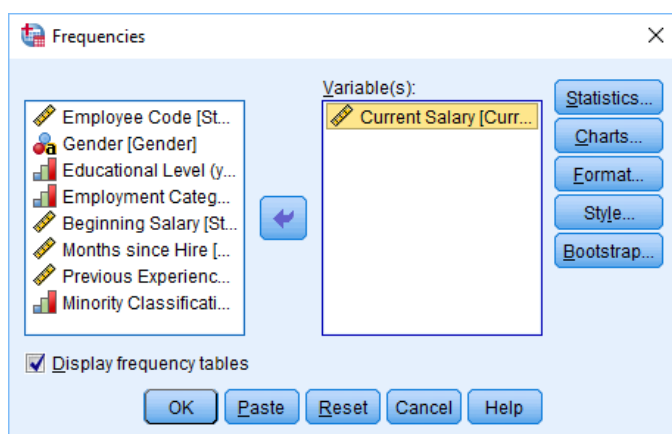 Frequencies
Variable(s):
Employee Code [St...
Gender [Gender]
Educational Level (y...
Employment Categ...
Beginning Salary [St...
Months since Hire [...
Previous Experienc...
Minority Classificati...
Current Salary [Curr...
Statistics...
Charts...
Format...
Style...
Bootstrap...
Display frequency tables
OK Paste Reset Cancel Help